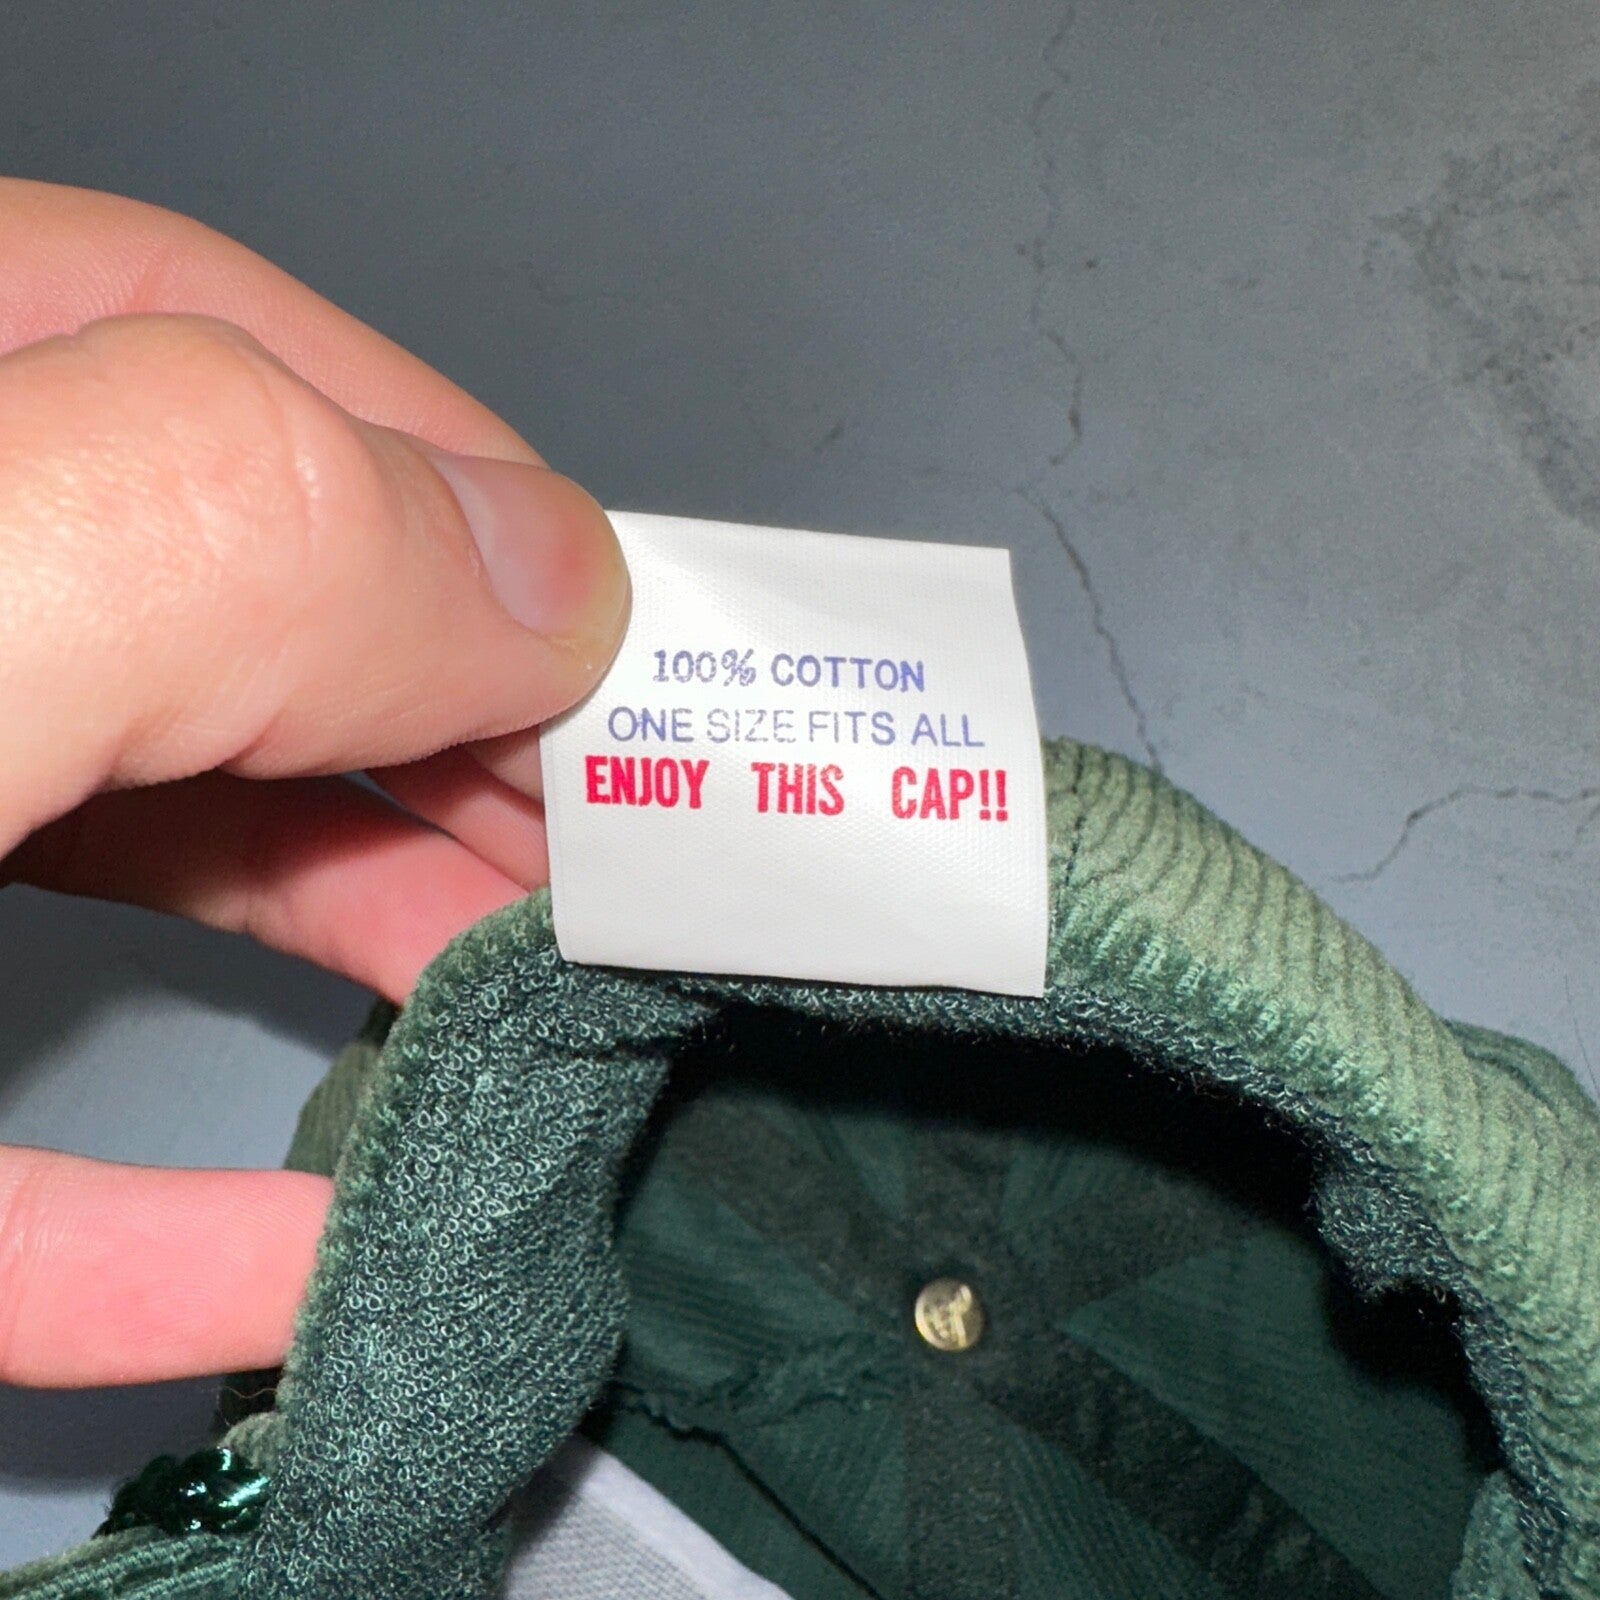 100% COTTON
ONE SIZE FITS ALL
ENJOY THIS CAP!!